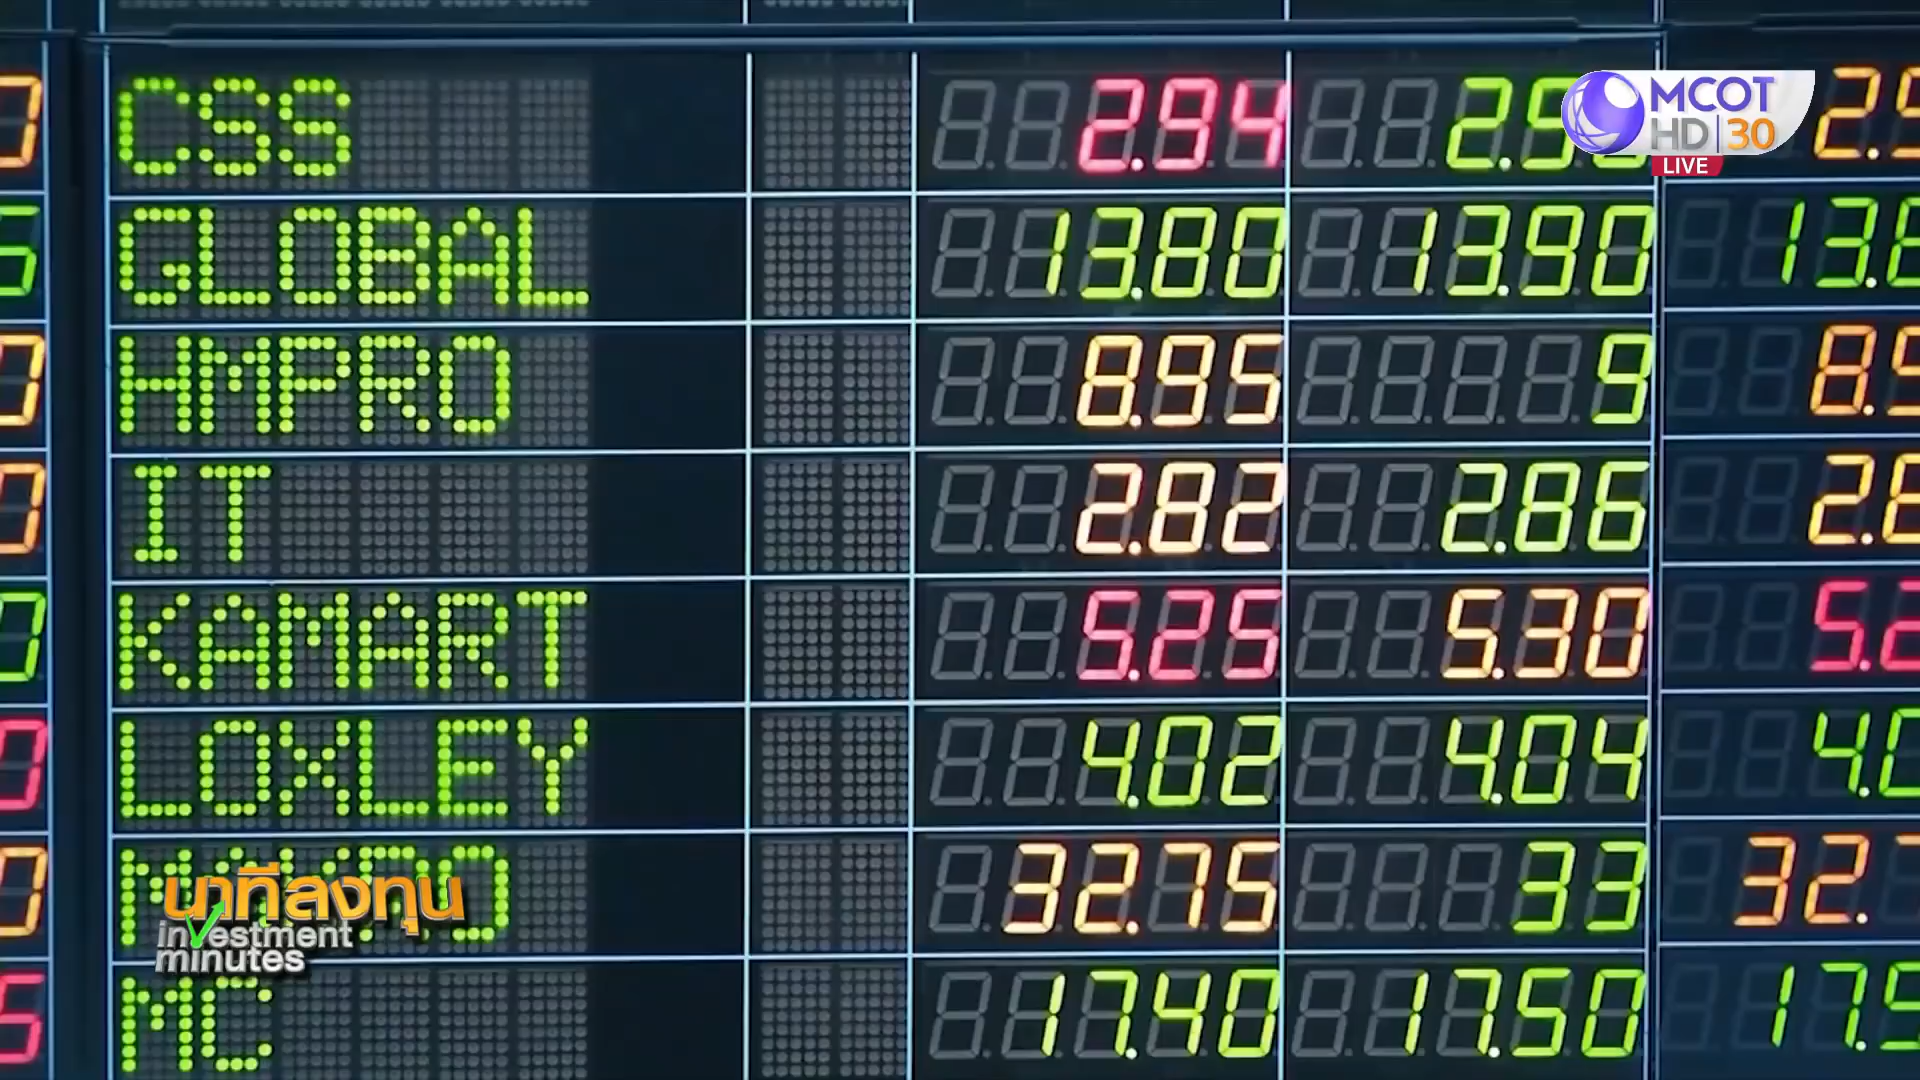 CSS 2.94
MCOT
HD 30
LIVE
GLOBAL 13.80 13.90
HMPRO 8.95 9
IT 2.82 2.86
KAMART 5.25 5.30
LOXLEY 4.02 4.04
MAKRO 32.75 33
นาทีลงทุน
investment
minutes
MC 17.40 17.50